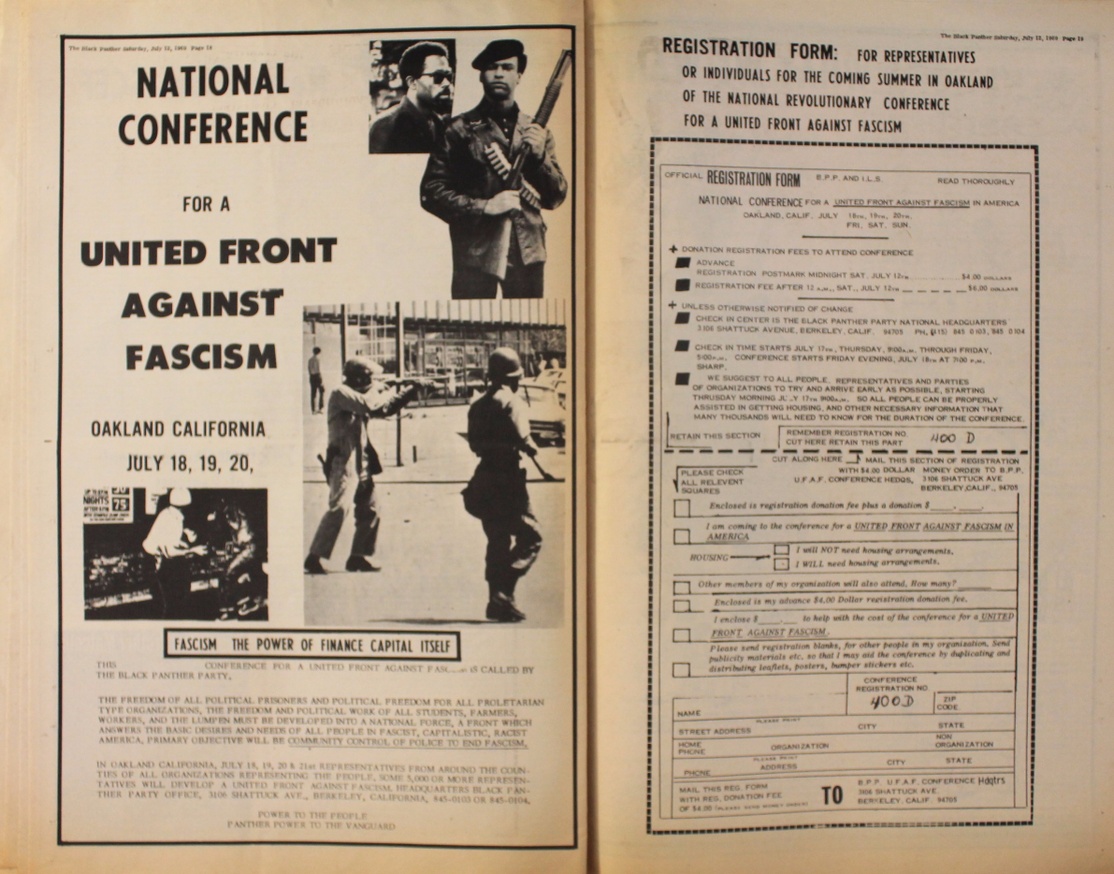 The Black Panther Saturday, July 12, 1969 Page 18
NATIONAL
CONFERENCE
FOR A
UNITED FRONT
AGAINST
FASCISM
OAKLAND CALIFORNIA
JULY 18, 19, 20,
NIGHTS
75
FASCISM THE POWER OF FINANCE CAPITAL ITSELF
THIS CONFERENCE FOR A UNITED FRONT AGAINST IS CALLED BY
THE BLACK PANTHER PARTY.
THE FREEDOM OF ALL POLITICAL PRISONERS AND POLITICAL FREEDOM FOR ALL PROLETARIAN
TYPE ORGANIZATIONS, THE FREEDOM AND POLITICAL WORK OF ALL STUDENTS, FARMERS,
WORKERS, AND THE LUMPEN MUST BE DEVELOPED INTO A NATIONAL FORCE, A FRONT WHICH
ANSWERS THE BASIC DESIRES AND NEEDS OF ALL PEOPLE IN FASCIST, CAPITALISTIC, RACIST
AMERICA, PRIMARY OBJECTIVE WILL BE COMMUNITY CONTROL OF POLICE TO END FASCISM.
IN OAKLAND CALIFORNIA, JULY 18, 19, 20 & 21st REPRESENTATIVES FROM AROUND THE COUN-
TIES OF ALL ORGANIZATIONS REPRESENTING THE PEOPLE, SOME 5,000 OR MORE REPRESEN-
TATIVES WILL DEVELOP A UNITED FRONT AGAINST FASCISM. HEADQUARTERS BLACK PAN-
THER PARTY OFFICE, 3106 SHATTUCK AVE., BERKELEY, CALIFORNIA, 845-0103 OR 845-0104.
POWER TO THE PEOPLE
PANTHER POWER TO THE VANGUARD
The Black Panther Saturday, July 12, 1969 Page 19
REGISTRATION FORM: FOR REPRESENTATIVES
OR INDIVIDUALS FOR THE COMING SUMMER IN OAKLAND
OF THE NATIONAL REVOLUTIONARY CONFERENCE
FOR A UNITED FRONT AGAINST FASCISM
OFFICIAL REGISTRATION FORM B.P.P. AND I.L.S. READ THOROUGHLY
NATIONAL CONFERENCE FOR A UNITED FRONT AGAINST FASCISM IN AMERICA
OAKLAND, CALIF. JULY 18TH, 19TH, 20TH.
FRI. SAT. SUN.
+ DONATION REGISTRATION FEES TO ATTEND CONFERENCE
ADVANCE
REGISTRATION POSTMARK MIDNIGHT SAT. JULY 12TH $4.00 DOLLARS
REGISTRATION FEE AFTER 12 A.M., SAT., JULY 12TH $6.00 DOLLARS
+ UNLESS OTHERWISE NOTIFIED OF CHANGE
CHECK IN CENTER IS THE BLACK PANTHER PARTY NATIONAL HEADQUARTERS
3106 SHATTUCK AVENUE, BERKELEY, CALIF. 94705 PH. (415) 845 0103, 845 0104
CHECK IN TIME STARTS JULY 17TH, THURSDAY, 9:00A.M. THROUGH FRIDAY,
5:00P.M. CONFERENCE STARTS FRIDAY EVENING, JULY 18TH AT 7:00 P.M.
SHARP.
WE SUGGEST TO ALL PEOPLE, REPRESENTATIVES AND PARTIES
OF ORGANIZATIONS TO TRY AND ARRIVE EARLY AS POSSIBLE, STARTING
THRUSDAY MORNING JULY 17TH 9:00A.M. SO ALL PEOPLE CAN BE PROPERLY
ASSISTED IN GETTING HOUSING, AND OTHER NECESSARY INFORMATION THAT
MANY THOUSANDS WILL NEED TO KNOW FOR THE DURATION OF THE CONFERENCE.
RETAIN THIS SECTION
REMEMBER REGISTRATION NO.
CUT HERE RETAIN THIS PART
400 D
CUT ALONG HERE MAIL THIS SECTION OF REGISTRATION
WITH $4.00 DOLLAR MONEY ORDER TO B.P.P.
U.F.A.F. CONFERENCE HEDQS, 3106 SHATTUCK AVE
BERKELEY,CALIF., 94705
PLEASE CHECK
ALL RELEVENT
SQUARES
Enclosed is registration donation fee plus a donation $____.____.
I am coming to the conference for a UNITED FRONT AGAINST FASCISM IN
AMERICA
HOUSING
I will NOT need housing arrangements.
I WILL need housing arrangements.
Other members of my organization will also attend. How many?
Enclosed is my advance $4.00 Dollar registration donation fee.
I enclose $____.__ to help with the cost of the conference for a UNITED
FRONT AGAINST FASCISM.
Please send registration blanks, for other people in my organization. Send
publicity materials etc. so that I may aid the conference by duplicating and
distributing leaflets, posters, bumper stickers etc.
CONFERENCE
REGISTRATION NO.
400D
ZIP
CODE
NAME
PLEASE PRINT
STREET ADDRESS CITY STATE
HOME
PHONE
ORGANIZATION
NON
ORGANIZATION
PLEASE PRINT
ADDRESS CITY STATE
PHONE
MAIL THIS REG. FORM
WITH REG. DONATION FEE
OF $4.00 (PLEASE SEND MONEY ORDER)
TO
B.P.P. U.F.A.F. CONFERENCE Hdqtrs
3106 SHATTUCK AVE.
BERKELEY, CALIF. 94705